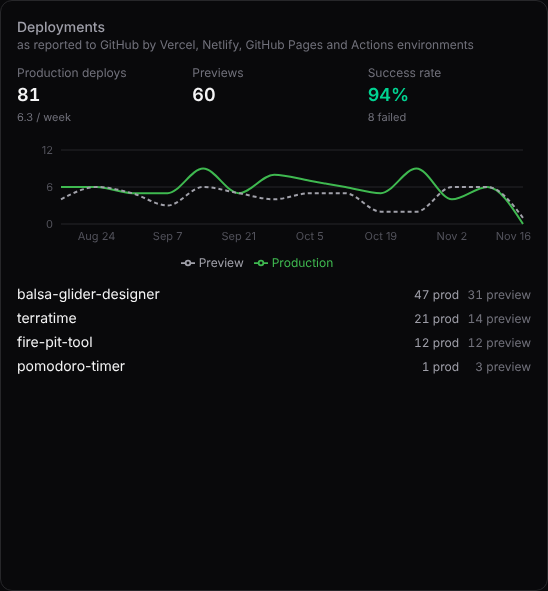 Deployments
as reported to GitHub by Vercel, Netlify, GitHub Pages and Actions environments
Production deploys Previews Success rate
81 60 94%
6.3 / week 8 failed
12
6
0
Aug 24 Sep 7 Sep 21 Oct 5 Oct 19 Nov 2 Nov 16
Preview Production
balsa-glider-designer 47 prod 31 preview
terratime 21 prod 14 preview
fire-pit-tool 12 prod 12 preview
pomodoro-timer 1 prod 3 preview